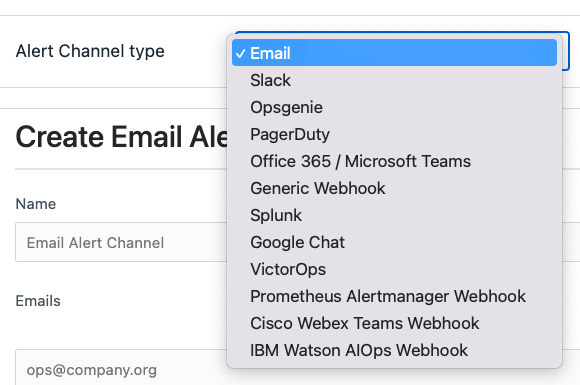 Alert Channel type
✓ Email
Slack
Opsgenie
PagerDuty
Office 365 / Microsoft Teams
Generic Webhook
Splunk
Google Chat
VictorOps
Prometheus Alertmanager Webhook
Cisco Webex Teams Webhook
IBM Watson AIOps Webhook
Create Email Ale
Name
Email Alert Channel
Emails
ops@company.org